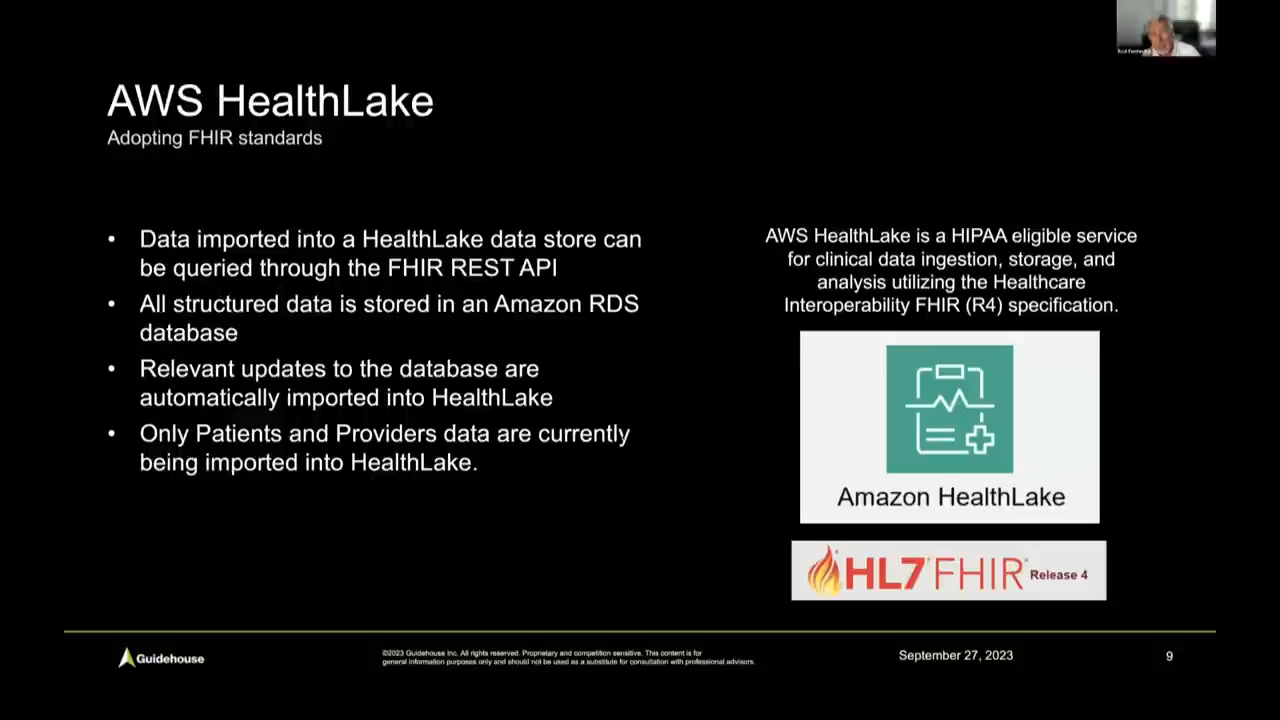 AWS HealthLake
Adopting FHIR standards
• Data imported into a HealthLake data store can
be queried through the FHIR REST API
• All structured data is stored in an Amazon RDS
database
• Relevant updates to the database are
automatically imported into HealthLake
• Only Patients and Providers data are currently
being imported into HealthLake.
AWS HealthLake is a HIPAA eligible service
for clinical data ingestion, storage, and
analysis utilizing the Healthcare
Interoperability FHIR (R4) specification.
Amazon HealthLake
HL7 FHIR Release 4
Guidehouse
©2023 Guidehouse Inc. All rights reserved. Proprietary and competition sensitive. This content is for
general information purposes only and should not be used as a substitute for consultation with professional advisors.
September 27, 2023
9